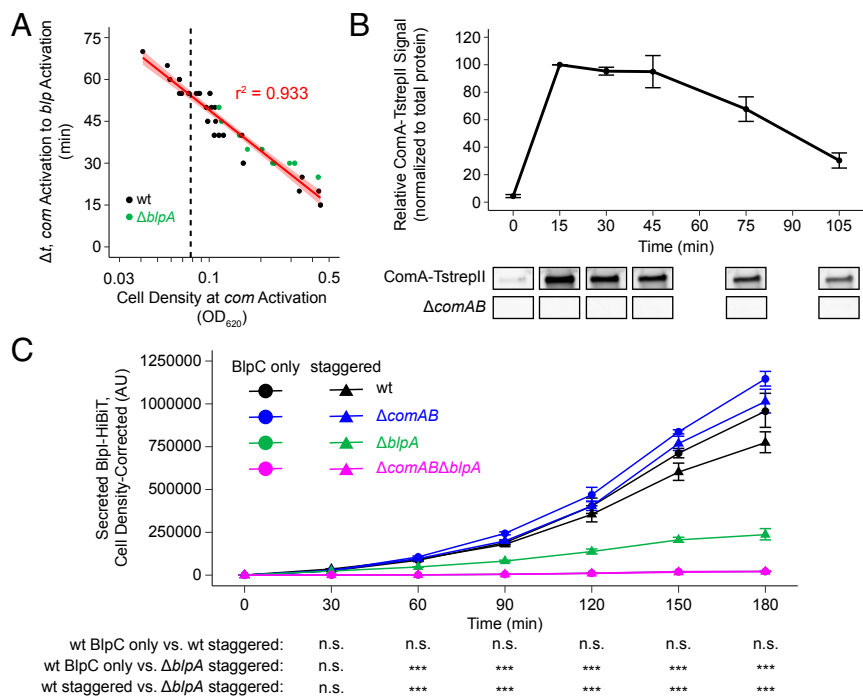 A
Δt, com Activation to blp Activation
(min)
75
60
45
30
15
0
r² = 0.933
wt
ΔblpA
0.03
0.1
0.5
Cell Density at com Activation
(OD₆₂₀)
B
Relative ComA-TstrepII Signal
(normalized to total protein)
120
100
80
60
40
20
0
0 15 30 45 60 75 90 105
Time (min)
ComA-TstrepII
ΔcomAB
C
Secreted BlpI-HiBiT,
Cell Density-Corrected (AU)
1250000
1000000
750000
500000
250000
0
BlpC only staggered
wt
ΔcomAB
ΔblpA
ΔcomABΔblpA
0 30 60 90 120 150 180
Time (min)
wt BlpC only vs. wt staggered: n.s. n.s. n.s. n.s. n.s. n.s.
wt BlpC only vs. ΔblpA staggered: n.s. *** *** *** *** ***
wt staggered vs. ΔblpA staggered: n.s. *** *** *** *** ***